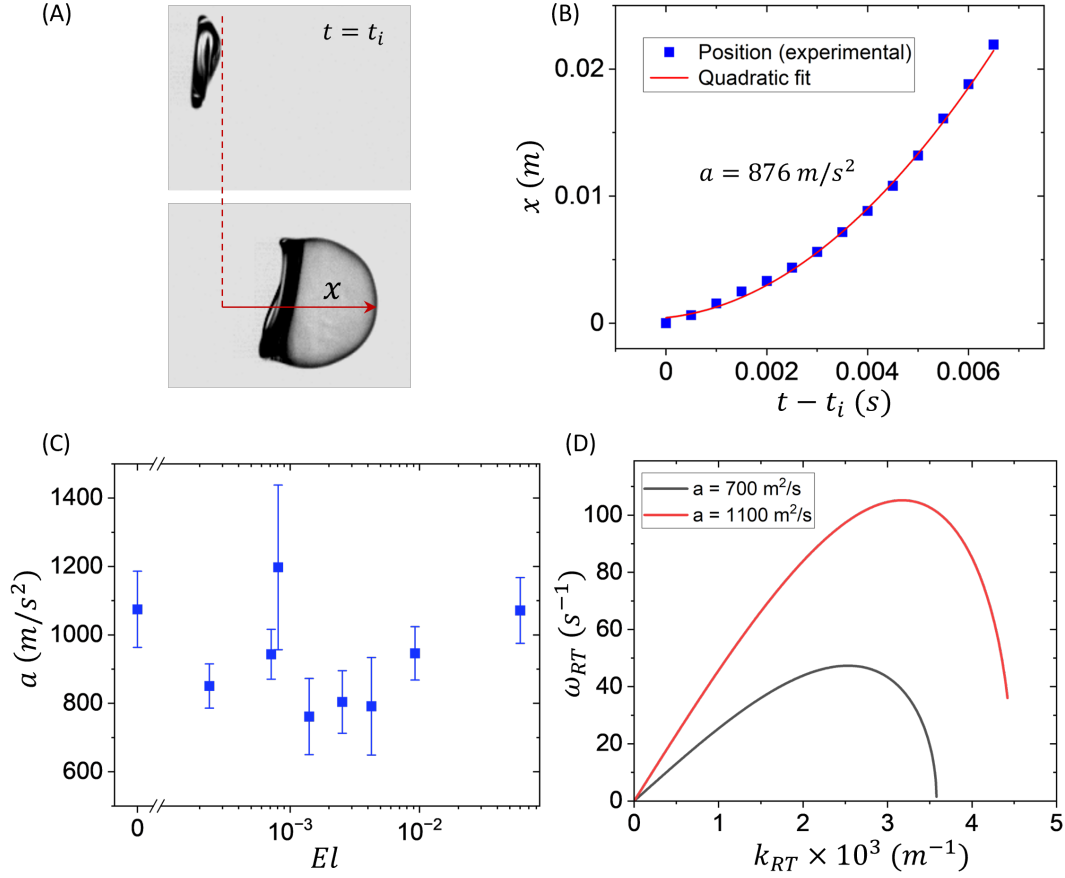 (A)
t = tᵢ
x
(B)
Position (experimental)
Quadratic fit
a = 876 m/s²
x (m)
0.02
0.01
0
0 0.002 0.004 0.006
t − tᵢ (s)
(C)
a (m/s²)
1400
1200
1000
800
600
0 10⁻³ 10⁻²
El
(D)
a = 700 m²/s
a = 1100 m²/s
ω_RT (s⁻¹)
100
80
60
40
20
0
0 1 2 3 4 5
k_RT × 10³ (m⁻¹)